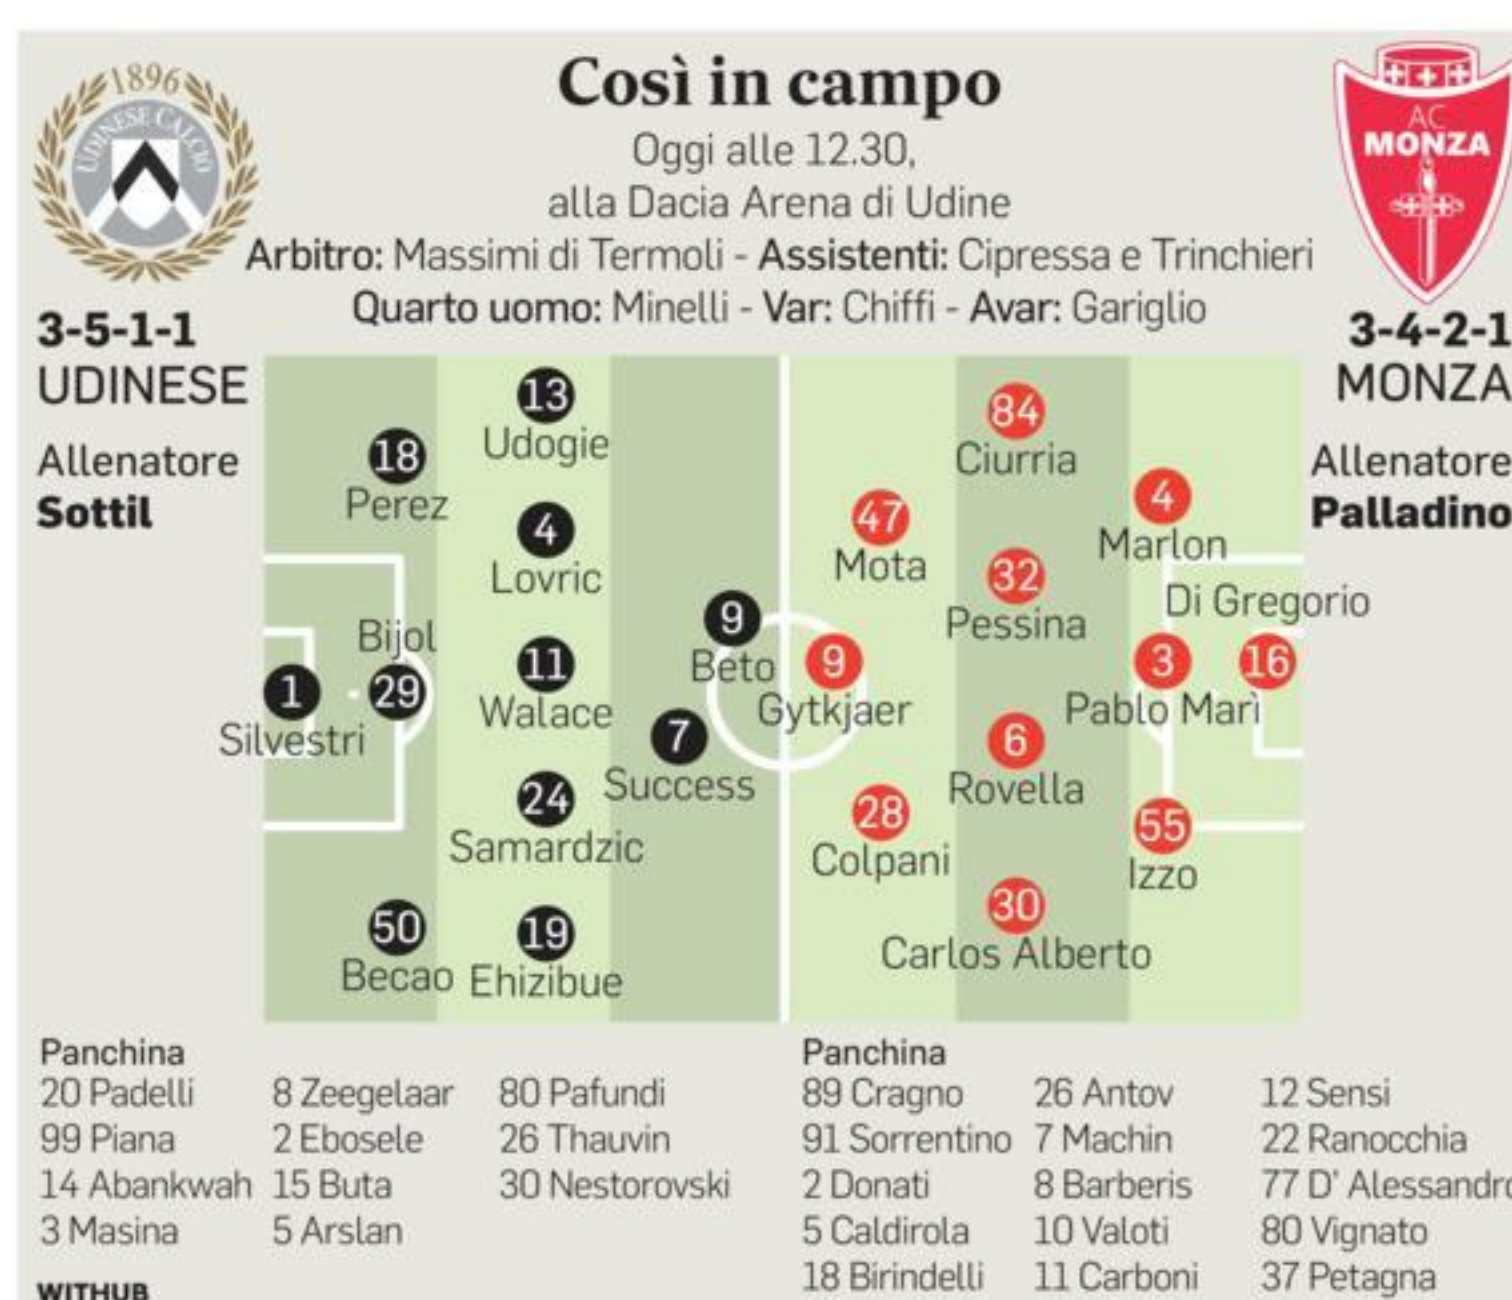 Così in campo
Oggi alle 12.30,
alla Dacia Arena di Udine
Arbitro: Massimi di Termoli - Assistenti: Cipressa e Trinchieri
Quarto uomo: Minelli - Var: Chiffi - Avar: Gariglio
1896
UDINESE CALCIO
3-5-1-1
UDINESE
Allenatore
Sottil
AC
MONZA
3-4-2-1
MONZA
Allenatore
Palladino
1
Silvestri
18
Perez
Bijol
29
50
Becao
13
Udogie
4
Lovric
11
Walace
24
Samardzic
19
Ehizibue
7
Success
9
Beto
9
Gytkjaer
47
Mota
28
Colpani
84
Ciurria
32
Pessina
6
Rovella
30
Carlos Alberto
4
Marlon
3
Pablo Marì
55
Izzo
Di Gregorio
16
Panchina
20 Padelli
99 Piana
14 Abankwah
3 Masina
8 Zeegelaar
2 Ebosele
15 Buta
5 Arslan
80 Pafundi
26 Thauvin
30 Nestorovski
Panchina
89 Cragno
91 Sorrentino
2 Donati
5 Caldirola
18 Birindelli
26 Antov
7 Machin
8 Barberis
10 Valoti
11 Carboni
12 Sensi
22 Ranocchia
77 D' Alessandro
80 Vignato
37 Petagna
WITHUB